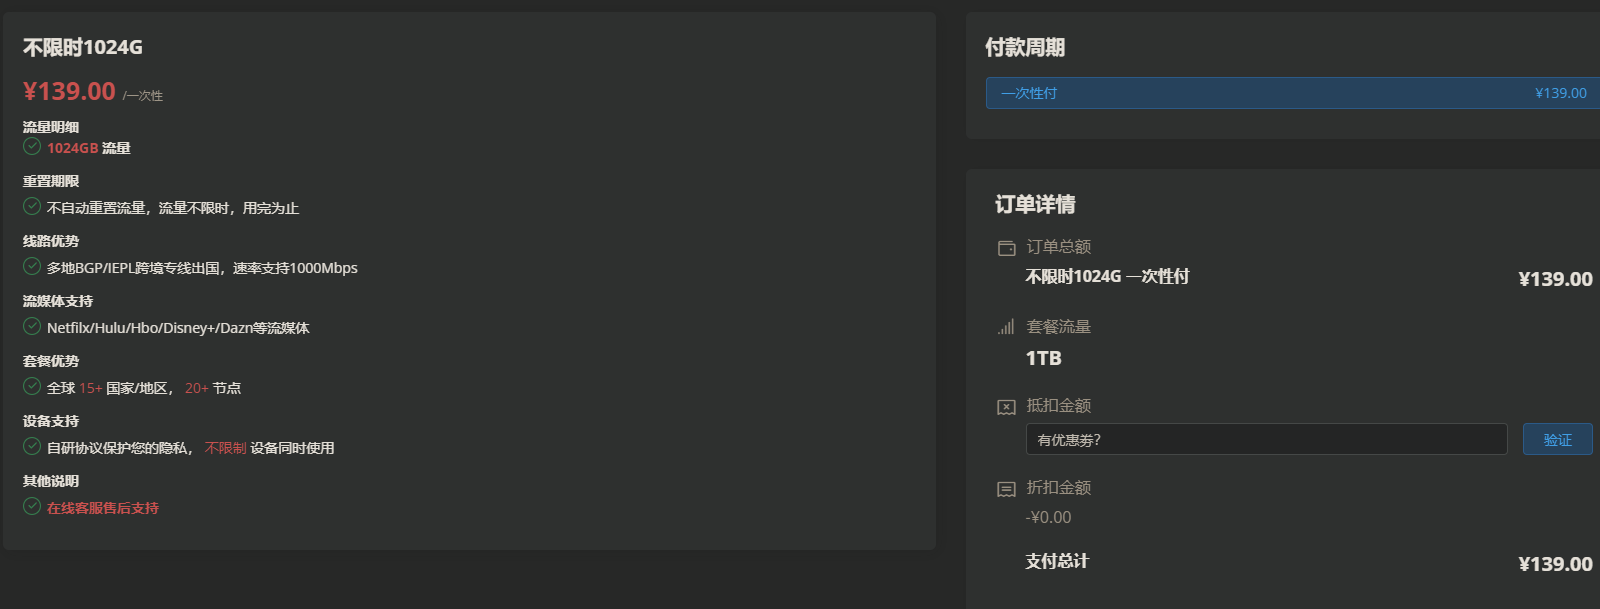 不限时1024G
¥139.00 /一次性
流量明细
1024GB 流量
重置期限
不自动重置流量，流量不限时，用完为止
线路优势
多地BGP/IEPL跨境专线出国，速率支持1000Mbps
流媒体支持
Netfilx/Hulu/Hbo/Disney+/Dazn等流媒体
套餐优势
全球 15+ 国家/地区， 20+ 节点
设备支持
自研协议保护您的隐私， 不限制 设备同时使用
其他说明
在线客服售后支持
付款周期
一次性付 ¥139.00
订单详情
订单总额
不限时1024G 一次性付 ¥139.00
套餐流量
1TB
抵扣金额
有优惠券? 验证
折扣金额
-¥0.00
支付总计 ¥139.00